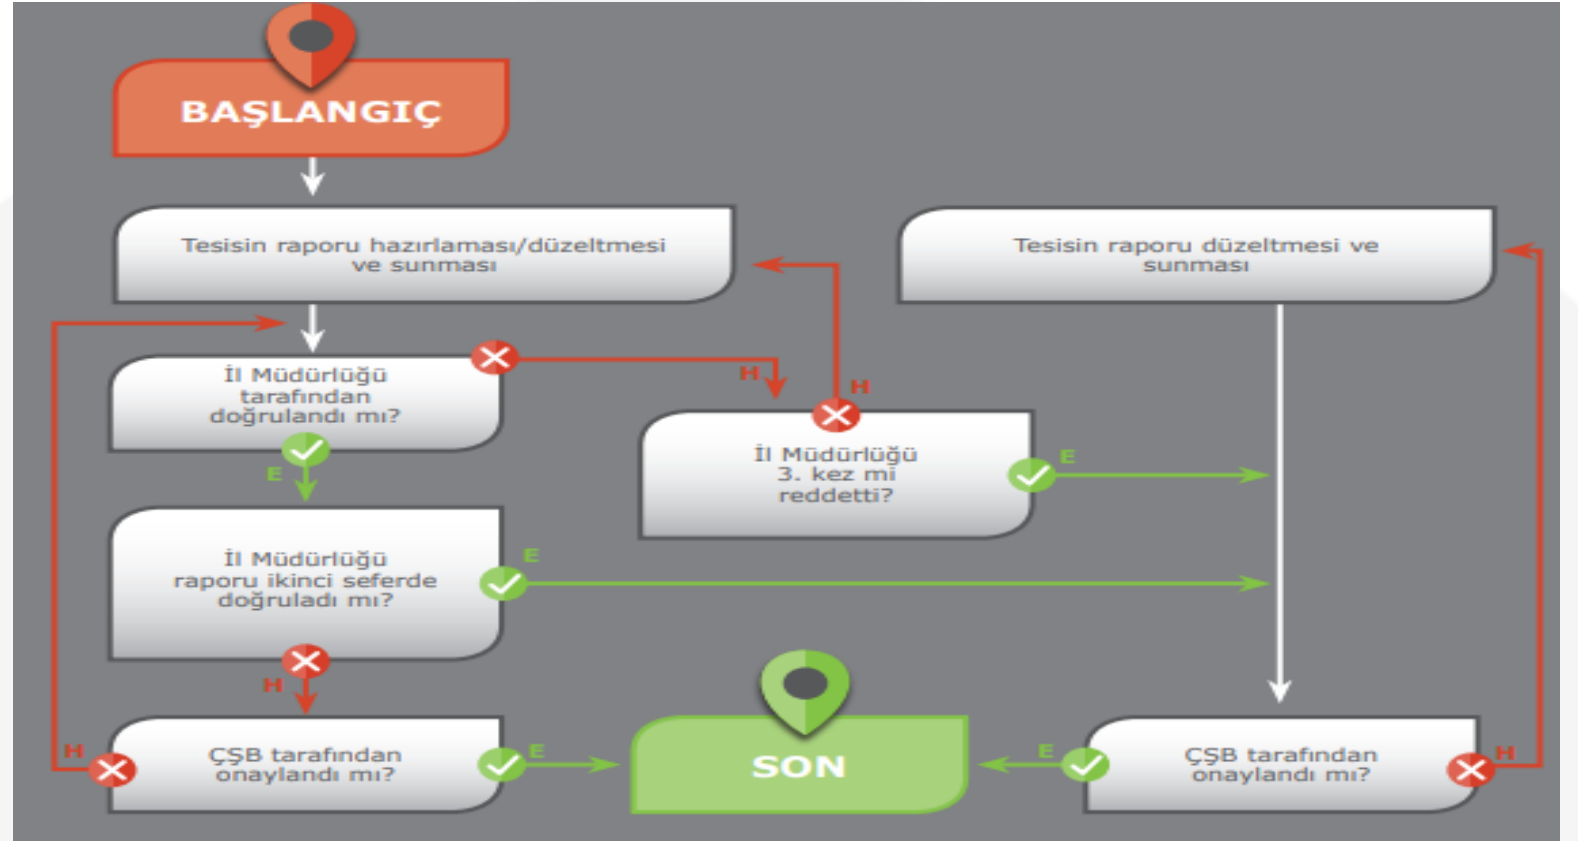 BAŞLANGIÇ
Tesisin raporu hazırlaması/düzeltmesi
ve sunması
Tesisin raporu düzeltmesi ve
sunması
İl Müdürlüğü
tarafından
doğrulandı mı?
H
H
E
İl Müdürlüğü
3. kez mi
reddetti?
E
İl Müdürlüğü
raporu ikinci seferde
doğruladı mı?
E
H
ÇŞB tarafından
onaylandı mı?
H
E
SON
E
ÇŞB tarafından
onaylandı mı?
H